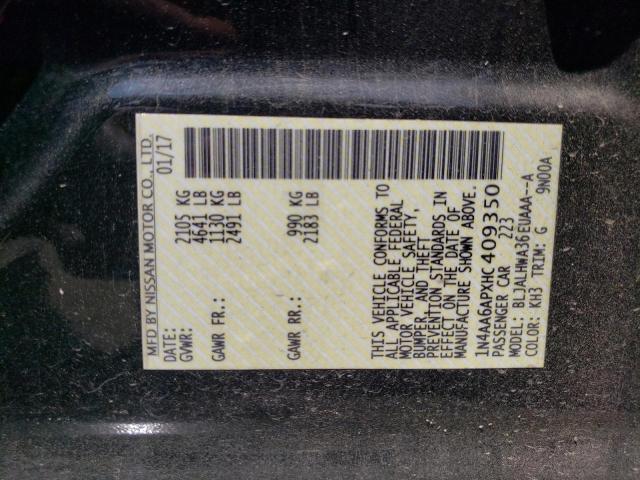 MFD BY NISSAN MOTOR CO., LTD.
DATE: 01/17
GVWR: 2105 KG
4641 LB
GAWR FR: 1130 KG
2491 LB
GAWR RR: 990 KG
2183 LB
THIS VEHICLE CONFORMS TO
ALL APPLICABLE FEDERAL
MOTOR VEHICLE SAFETY,
BUMPER, AND THEFT
PREVENTION STANDARDS IN
EFFECT ON THE DATE OF
MANUFACTURE SHOWN ABOVE.
1N4AA6APXHC409350
PASSENGER CAR 223
MODEL: BLJALHWA36EUAAA--A
COLOR: KH3 TRIM: G 9N00A